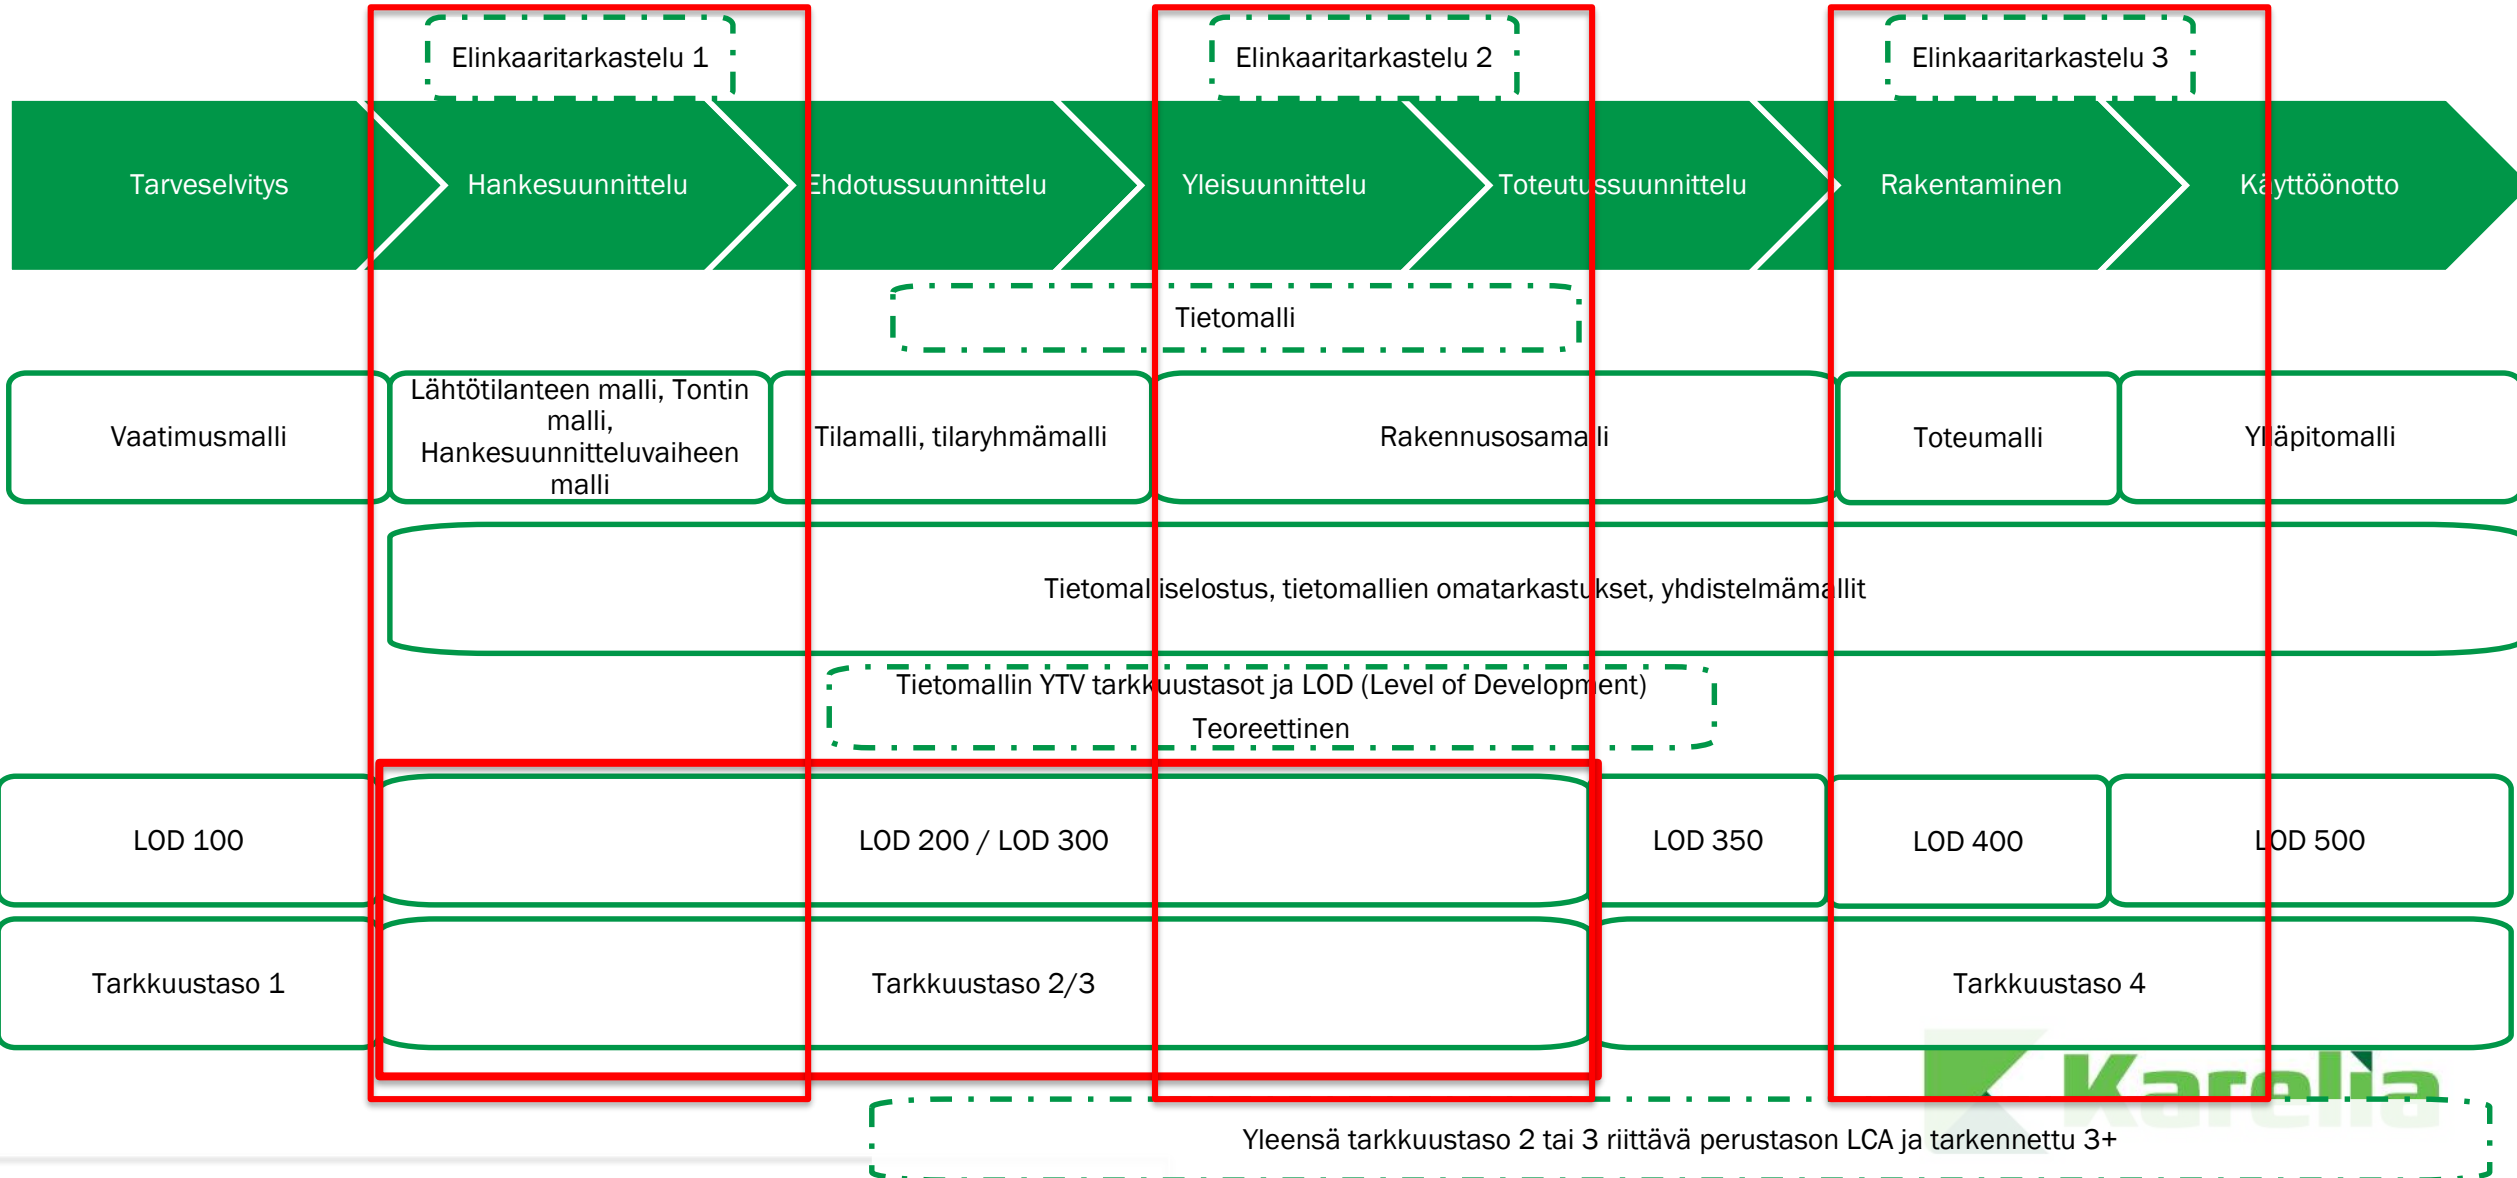 Elinkaaritarkastelu 1
Elinkaaritarkastelu 2
Elinkaaritarkastelu 3
Tarveselvitys
Hankesuunnittelu
Ehdotussuunnittelu
Yleisuunnittelu
Toteutussuunnittelu
Rakentaminen
Käyttöönotto
Tietomalli
Vaatimusmalli
Lähtötilanteen malli, Tontin
malli,
Hankesuunnitteluvaiheen
malli
Tilamalli, tilaryhmämalli
Rakennusosamalli
Toteumalli
Ylläpitomalli
Tietomalliselostus, tietomallien omatarkastukset, yhdistelmämallit
Tietomallin YTV tarkkuustasot ja LOD (Level of Development)
Teoreettinen
LOD 100
LOD 200 / LOD 300
LOD 350
LOD 400
LOD 500
Tarkkuustaso 1
Tarkkuustaso 2/3
Tarkkuustaso 4
Karelia
Yleensä tarkkuustaso 2 tai 3 riittävä perustason LCA ja tarkennettu 3+